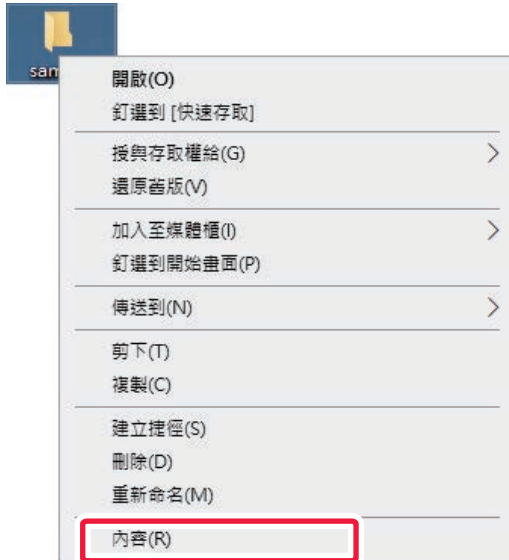 sam
開啟(O)
釘選到 [快速存取]
授與存取權給(G)
還原舊版(V)
加入至媒體櫃(I)
釘選到開始畫面(P)
傳送到(N)
剪下(T)
複製(C)
建立捷徑(S)
刪除(D)
重新命名(M)
內容(R)